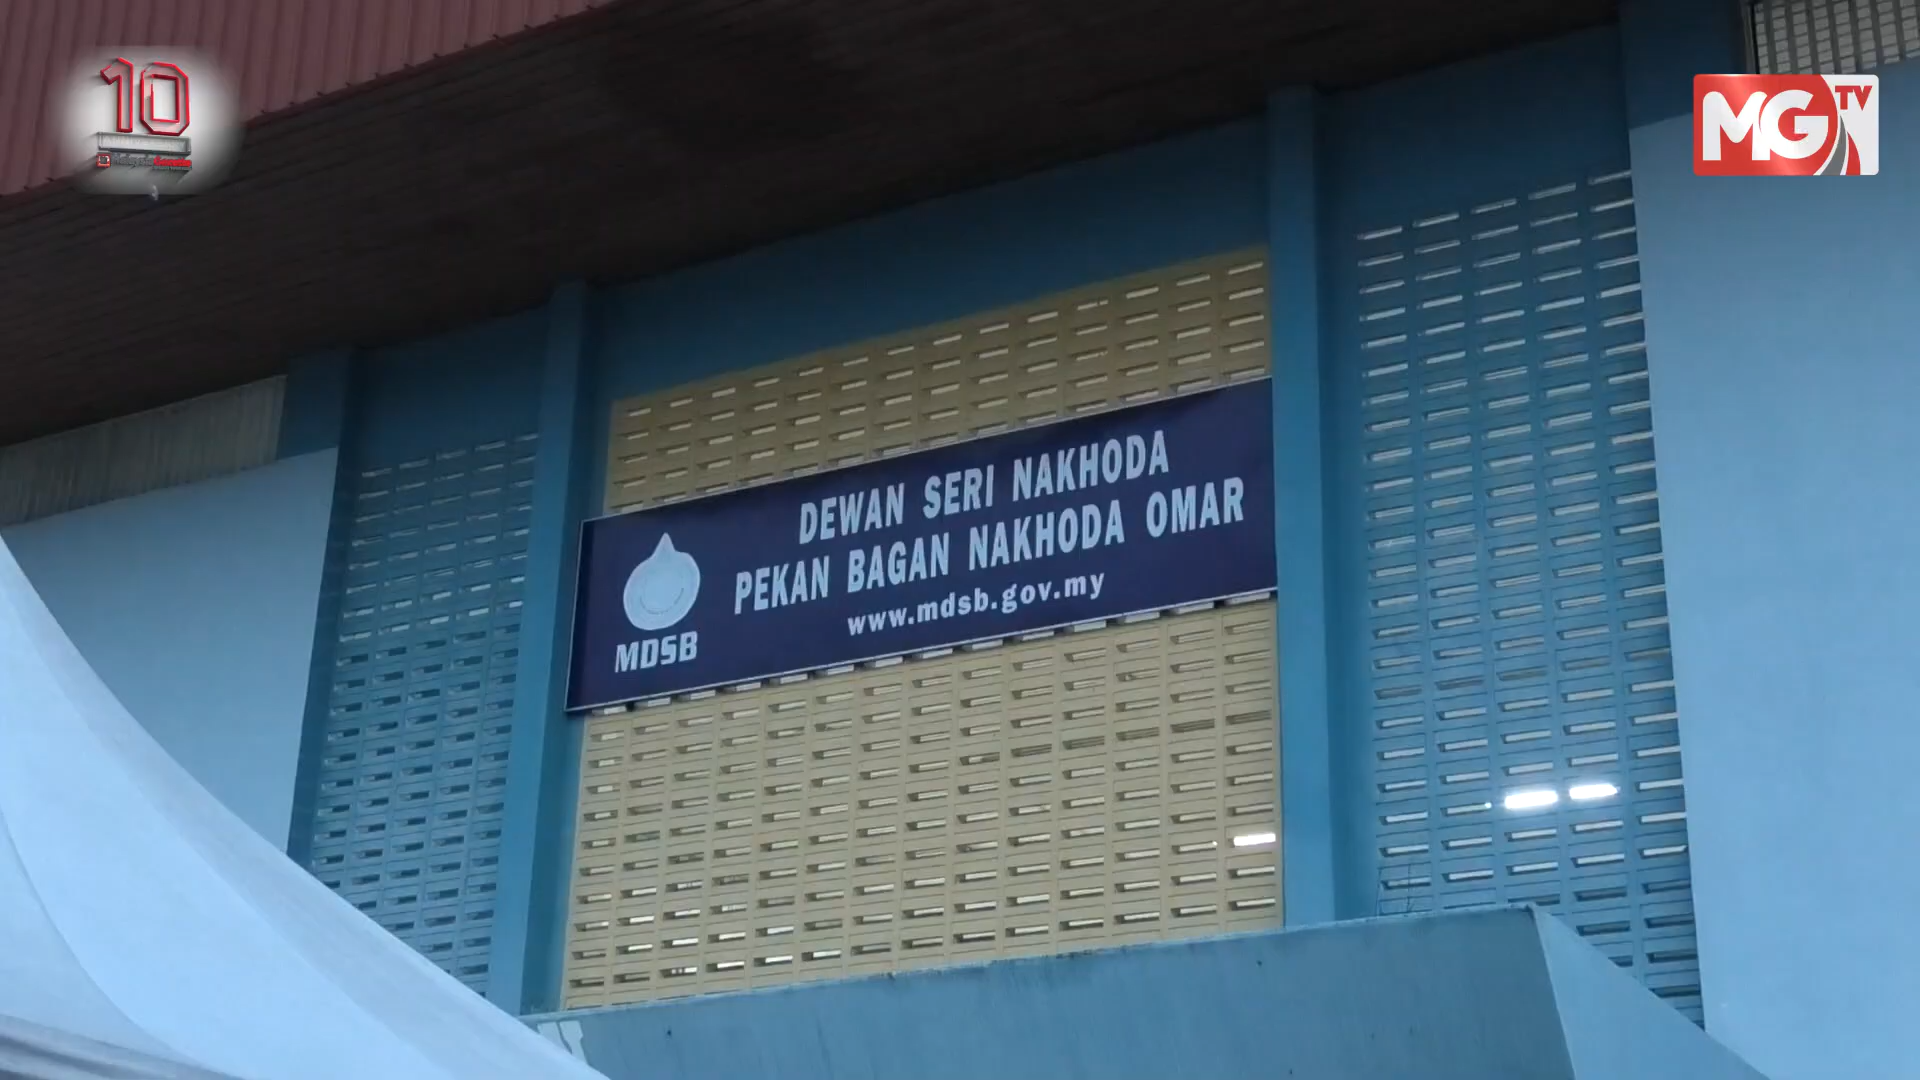 10
MG TV
DEWAN SERI NAKHODA
PEKAN BAGAN NAKHODA OMAR
www.mdsb.gov.my
MDSB